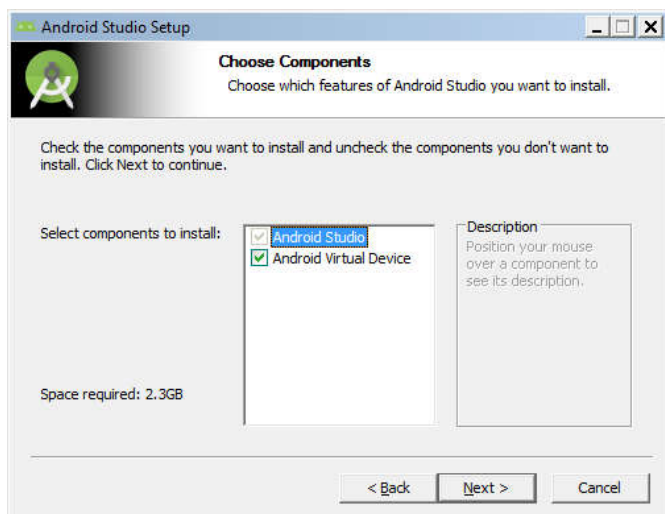 Android Studio Setup
Choose Components
Choose which features of Android Studio you want to install.
Check the components you want to install and uncheck the components you don't want to
install. Click Next to continue.
Select components to install:
Android Studio
Android Virtual Device
Description
Position your mouse
over a component to
see its description.
Space required: 2.3GB
< Back
Next >
Cancel